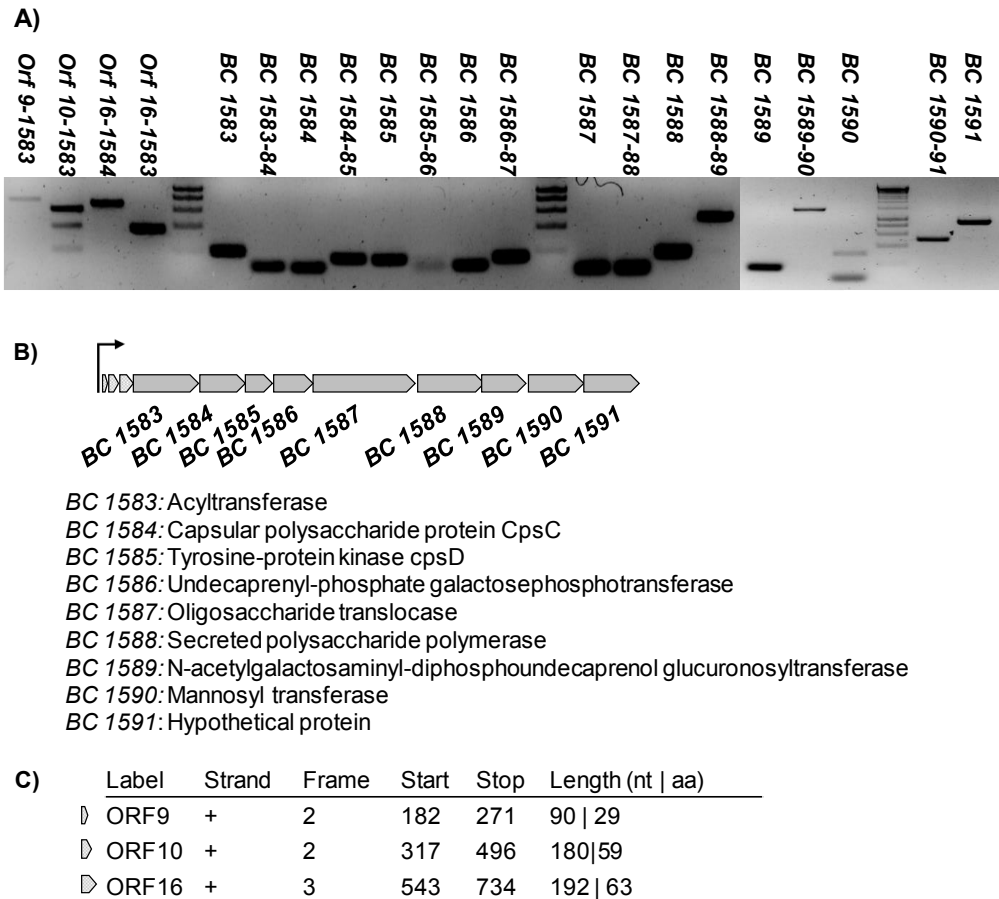 A)
Orf 9-1583
Orf 10-1583
Orf 16-1584
Orf 16-1583
BC 1583
BC 1583-84
BC 1584
BC 1584-85
BC 1585
BC 1585-86
BC 1586
BC 1586-87
BC 1587
BC 1587-88
BC 1588
BC 1588-89
BC 1589
BC 1589-90
BC 1590
BC 1590-91
BC 1591
B)
BC 1583
BC 1584
BC 1585
BC 1586
BC 1587
BC 1588
BC 1589
BC 1590
BC 1591
BC 1583: Acyltransferase
BC 1584: Capsular polysaccharide protein CpsC
BC 1585: Tyrosine-protein kinase cpsD
BC 1586: Undecaprenyl-phosphate galactosephosphotransferase
BC 1587: Oligosaccharide translocase
BC 1588: Secreted polysaccharide polymerase
BC 1589: N-acetylgalactosaminyl-diphosphoundecaprenol glucuronosyltransferase
BC 1590: Mannosyl transferase
BC 1591: Hypothetical protein
C) Label Strand Frame Start Stop Length (nt | aa)
ORF9 + 2 182 271 90 | 29
ORF10 + 2 317 496 180|59
ORF16 + 3 543 734 192 | 63